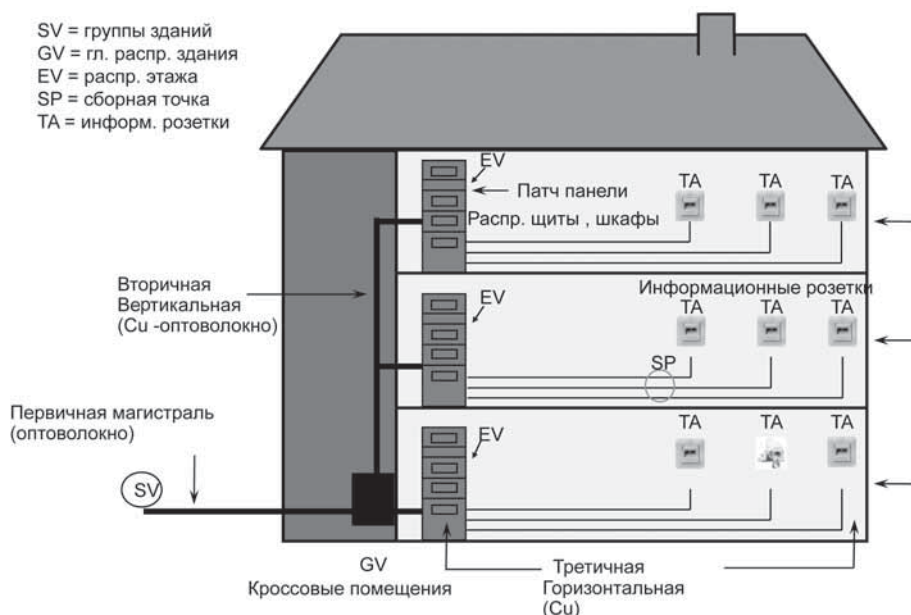 SV = группы зданий
GV = гл. распр. здания
EV = распр. этажа
SP = сборная точка
TA = информ. розетки
EV
Патч панели
Распр. щиты , шкафы
TA
TA
TA
Вторичная
Вертикальная
(Cu -оптоволокно)
EV
Информационные розетки
TA
TA
TA
SP
Первичная магистраль
(оптоволокно)
SV
EV
TA
TA
TA
GV
Кроссовые помещения
Третичная
Горизонтальная
(Cu)